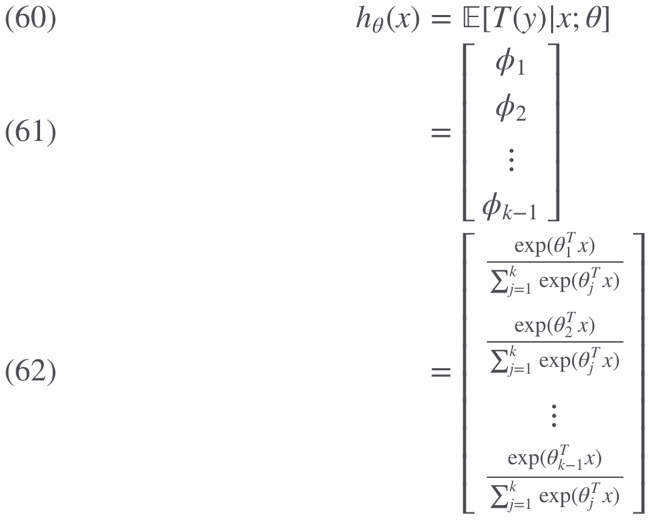 (60) h_θ(x) = 𝔼[T(y)|x; θ]
(61) = [ϕ_1
ϕ_2
⋮
ϕ_{k−1}]
(62) = [exp(θ_1^T x) / ∑_{j=1}^k exp(θ_j^T x)
exp(θ_2^T x) / ∑_{j=1}^k exp(θ_j^T x)
⋮
exp(θ_{k−1}^T x) / ∑_{j=1}^k exp(θ_j^T x)]